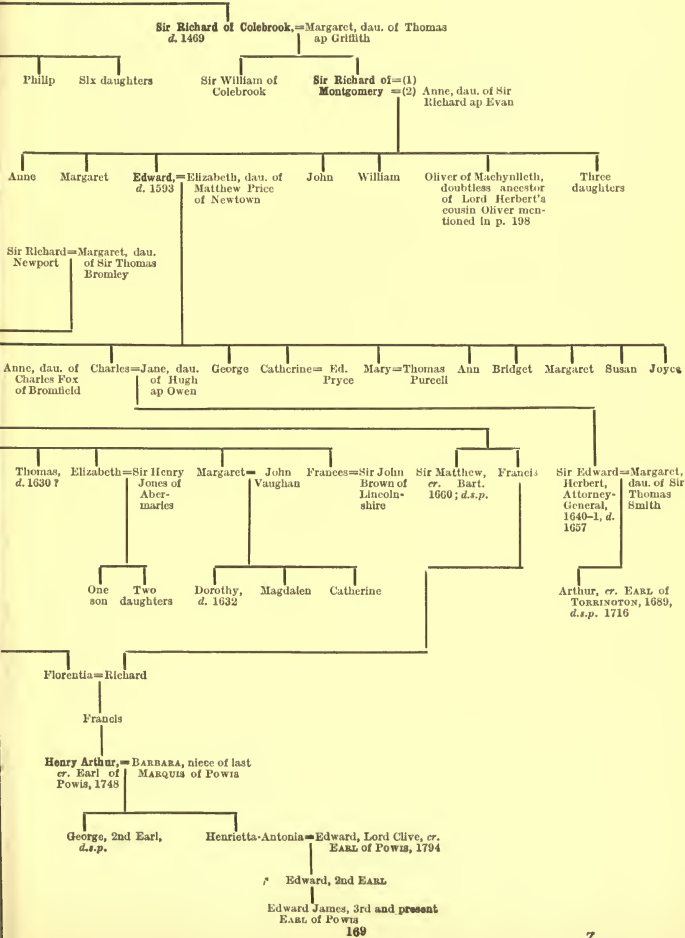 Sir Richard of Colebrook,=Margaret, dau. of Thomas
d. 1469 ap Griffith
Philip Six daughters Sir William of Colebrook Sir Richard of=(1)
Montgomery =(2) Anne, dau. of Sir
Richard ap Evan
Anne Margaret Edward,=Elizabeth, dau. of John William Oliver of Machynlleth, Three
d. 1593 Matthew Price doubtless ancestor daughters
of Newtown of Lord Herbert's
cousin Oliver men-
tioned in p. 198
Sir Richard=Margaret, dau.
Newport of Sir Thomas
Bromley
Anne, dau. of Charles=Jane, dau. George Catherine= Ed. Mary=Thomas Ann Bridget Margaret Susan Joyce
Charles Fox of Hugh Pryce Purcell
of Bromfield ap Owen
Thomas, Elizabeth=Sir Henry Margaret= John Frances=Sir John Sir Matthew, Francis Sir Edward=Margaret,
d. 1630 ? Jones of Vaughan Brown of cr. Bart. Herbert, dau. of Sir
Aber- Lincoln- 1660; d.s.p. Attorney- Thomas
marles shire General, Smith
1640-1, d.
1657
One Two Dorothy, Magdalen Catherine Arthur, cr. EARL of
son daughters d. 1632 TORRINGTON, 1689,
d.s.p. 1716
Florentia=Richard
Francis
Henry Arthur,=BARBARA, niece of last
cr. Earl of MARQUIS of Powis
Powis, 1748
George, 2nd Earl, Henrietta-Antonia=Edward, Lord Clive, cr.
d.s.p. EARL of Powis, 1794
Edward, 2nd EARL
Edward James, 3rd and present
EARL of Powis
169
Z